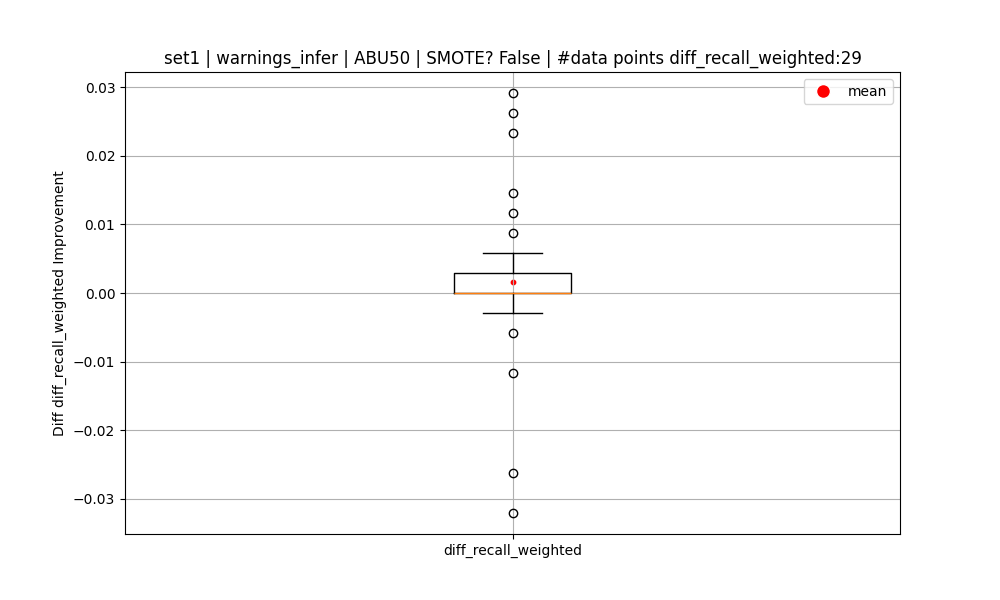 set1 | warnings_infer | ABU50 | SMOTE? False | #data points diff_recall_weighted:29
mean
0.03
0.02
0.01
0.00
−0.01
−0.02
−0.03
Diff diff_recall_weighted Improvement
diff_recall_weighted